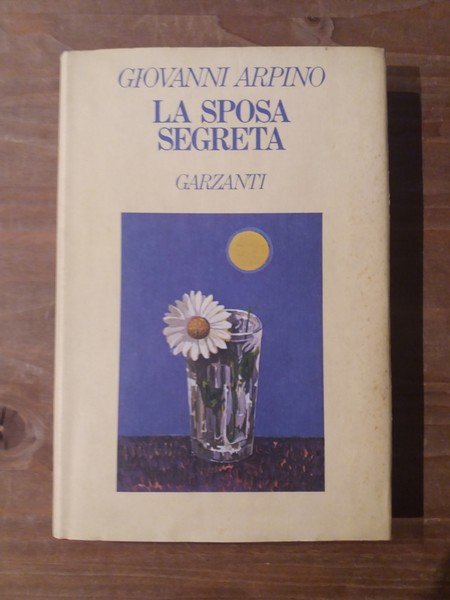 GIOVANNI ARPINO
LA SPOSA
SEGRETA
GARZANTI